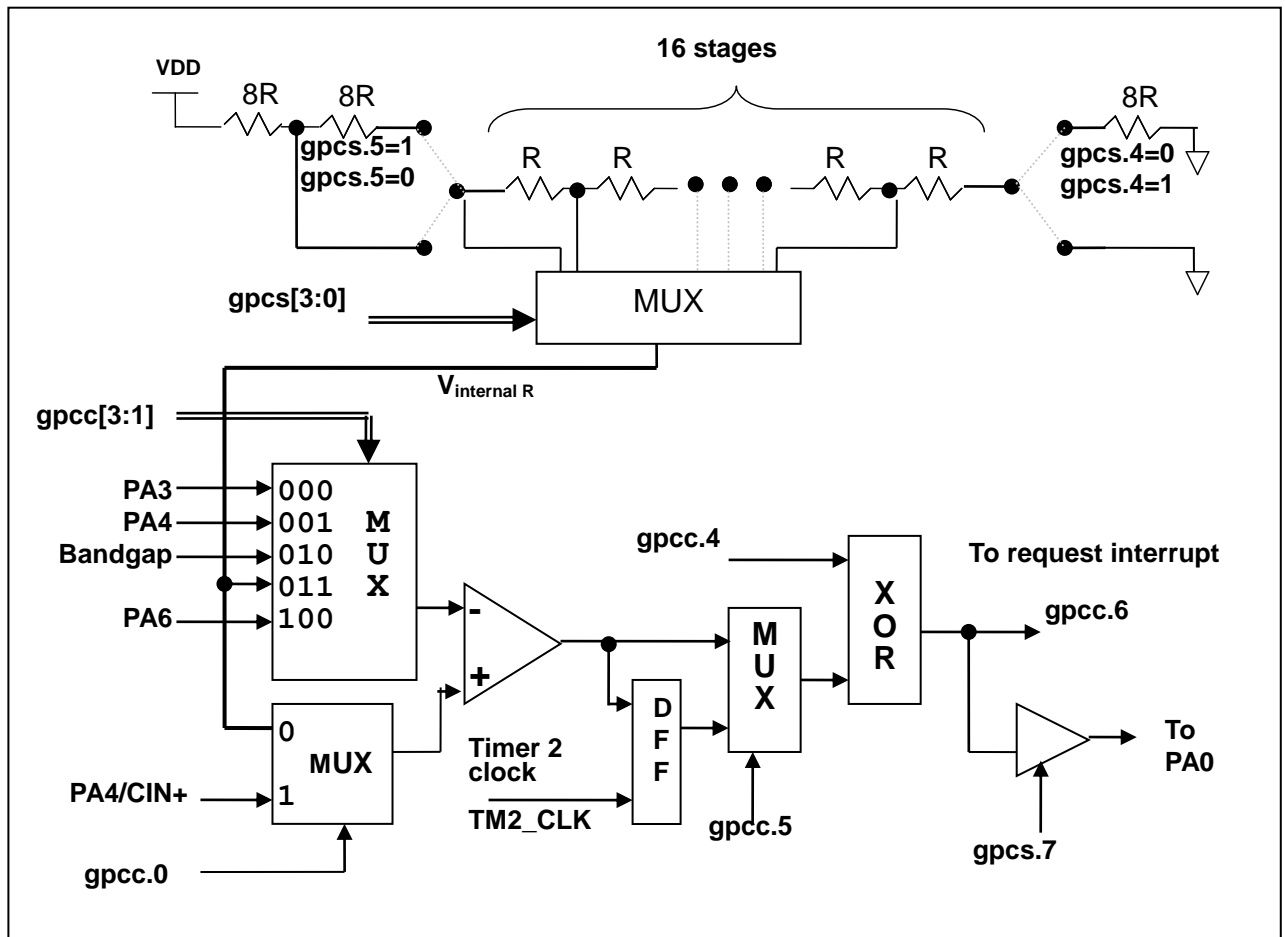 16 stages
VDD
8R
8R
8R
gpcs.5=1
gpcs.5=0
R
R
R
R
gpcs.4=0
gpcs.4=1
gpcs[3:0]
MUX
Vinternal R
gpcc[3:1]
PA3
000
PA4
001
Bandgap
010
011
PA6
100
M
U
X
-
+
gpcc.4
To request interrupt
gpcc.6
X
O
R
M
U
X
D
F
F
0
MUX
PA4/CIN+
1
gpcc.0
Timer 2
clock
TM2_CLK
gpcc.5
To
PA0
gpcs.7